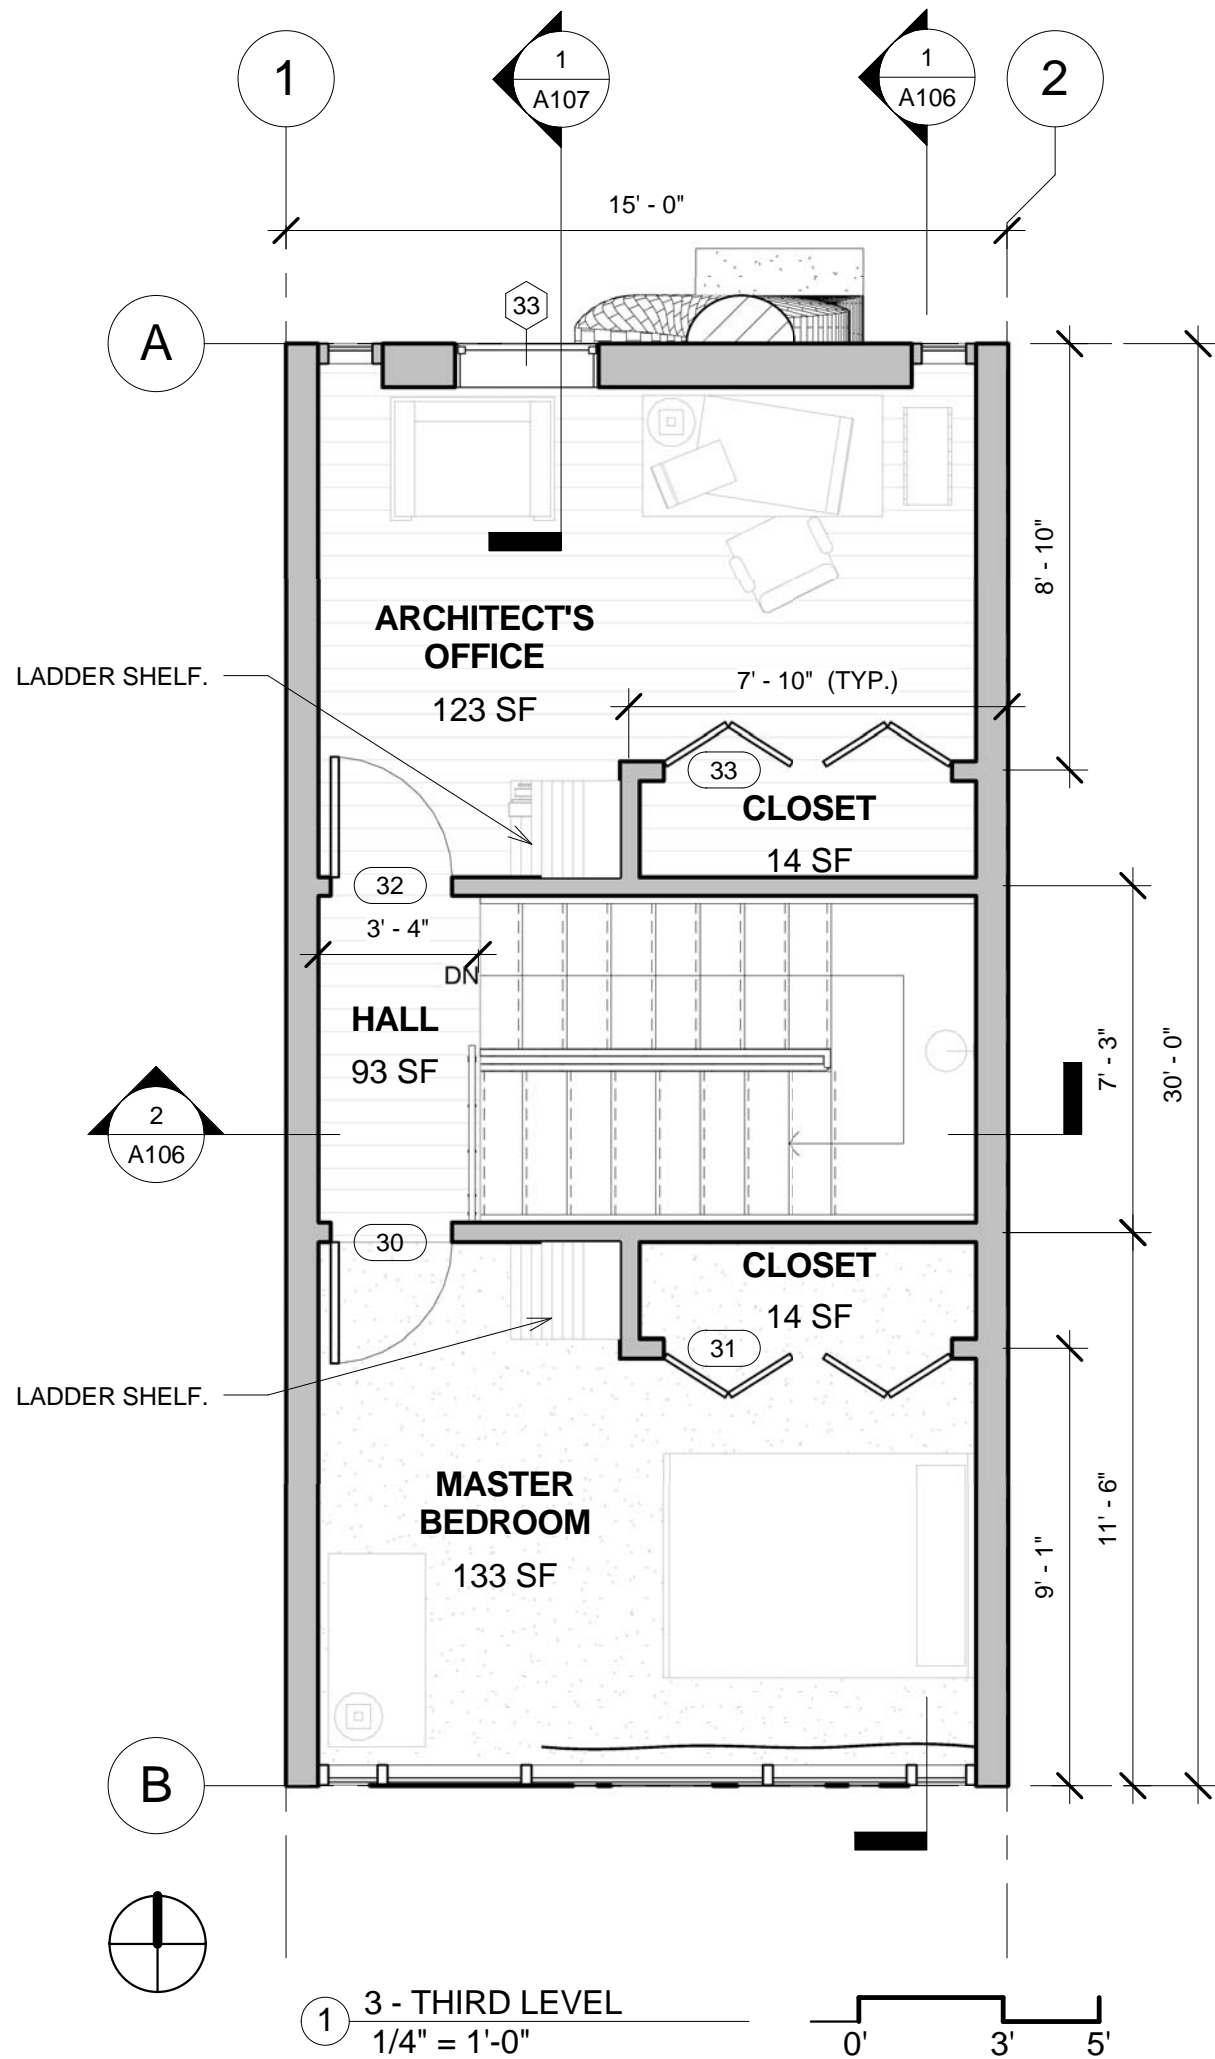 1
1
A107
1
A106
2
15' - 0"
33
A
8' - 10"
ARCHITECT'S
OFFICE
123 SF
LADDER SHELF.
7' - 10" (TYP.)
33
CLOSET
14 SF
32
3' - 4"
DN
HALL
93 SF
7' - 3"
30' - 0"
2
A106
30
CLOSET
14 SF
31
LADDER SHELF.
MASTER
BEDROOM
133 SF
9' - 1"
11' - 6"
B
1
3 - THIRD LEVEL
1/4" = 1'-0"
0'
3'
5'